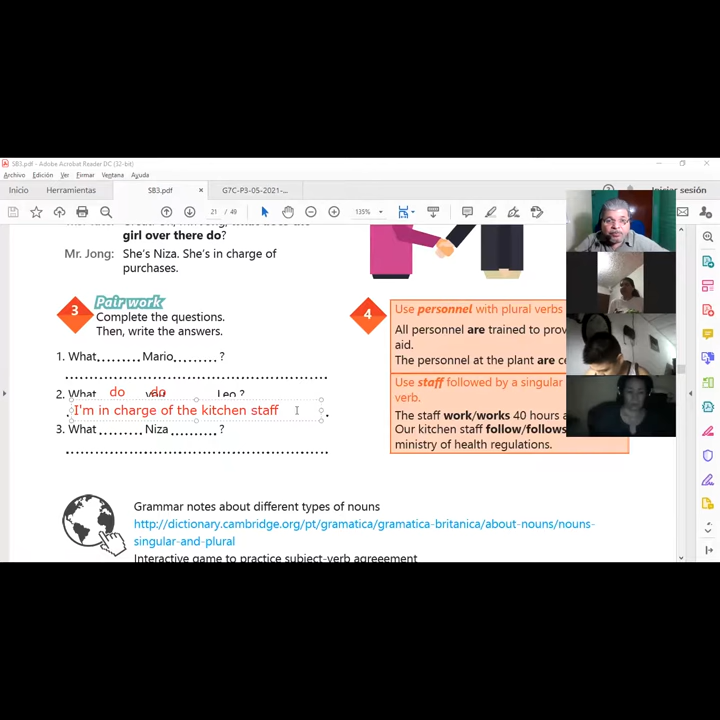 SB3.pdf - Adobe Acrobat Reader DC (32-bit)
Archivo Edición Ver Firmar Ventana Ayuda
Inicio Herramientas SB3.pdf × G7C-P3-05-2021-... Iniciar sesión
21 / 49 135%
girl over there do?
Mr. Jong: She's Niza. She's in charge of
purchases.
3 Pair work
Complete the questions.
Then, write the answers.
1. What......... Mario......... ?
2. What do you do Leo ?
I'm in charge of the kitchen staff
3. What ......... Niza .......... ?
4
Use personnel with plural verbs
All personnel are trained to prov
aid.
The personnel at the plant are ce
Use staff followed by a singular
verb.
The staff work/works 40 hours a
Our kitchen staff follow/follows
ministry of health regulations.
Grammar notes about different types of nouns
http://dictionary.cambridge.org/pt/gramatica/gramatica-britanica/about-nouns/nouns-
singular-and-plural
Interactive game to practice subject-verb agreeement